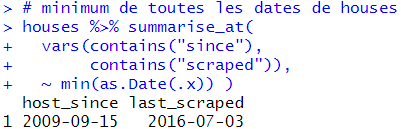 > # minimum de toutes les dates de houses
> houses %>% summarise_at(
+   vars(contains("since"),
+        contains("scraped")),
+   ~ min(as.Date(.x)) )
  host_since last_scraped
1 2009-09-15   2016-07-03